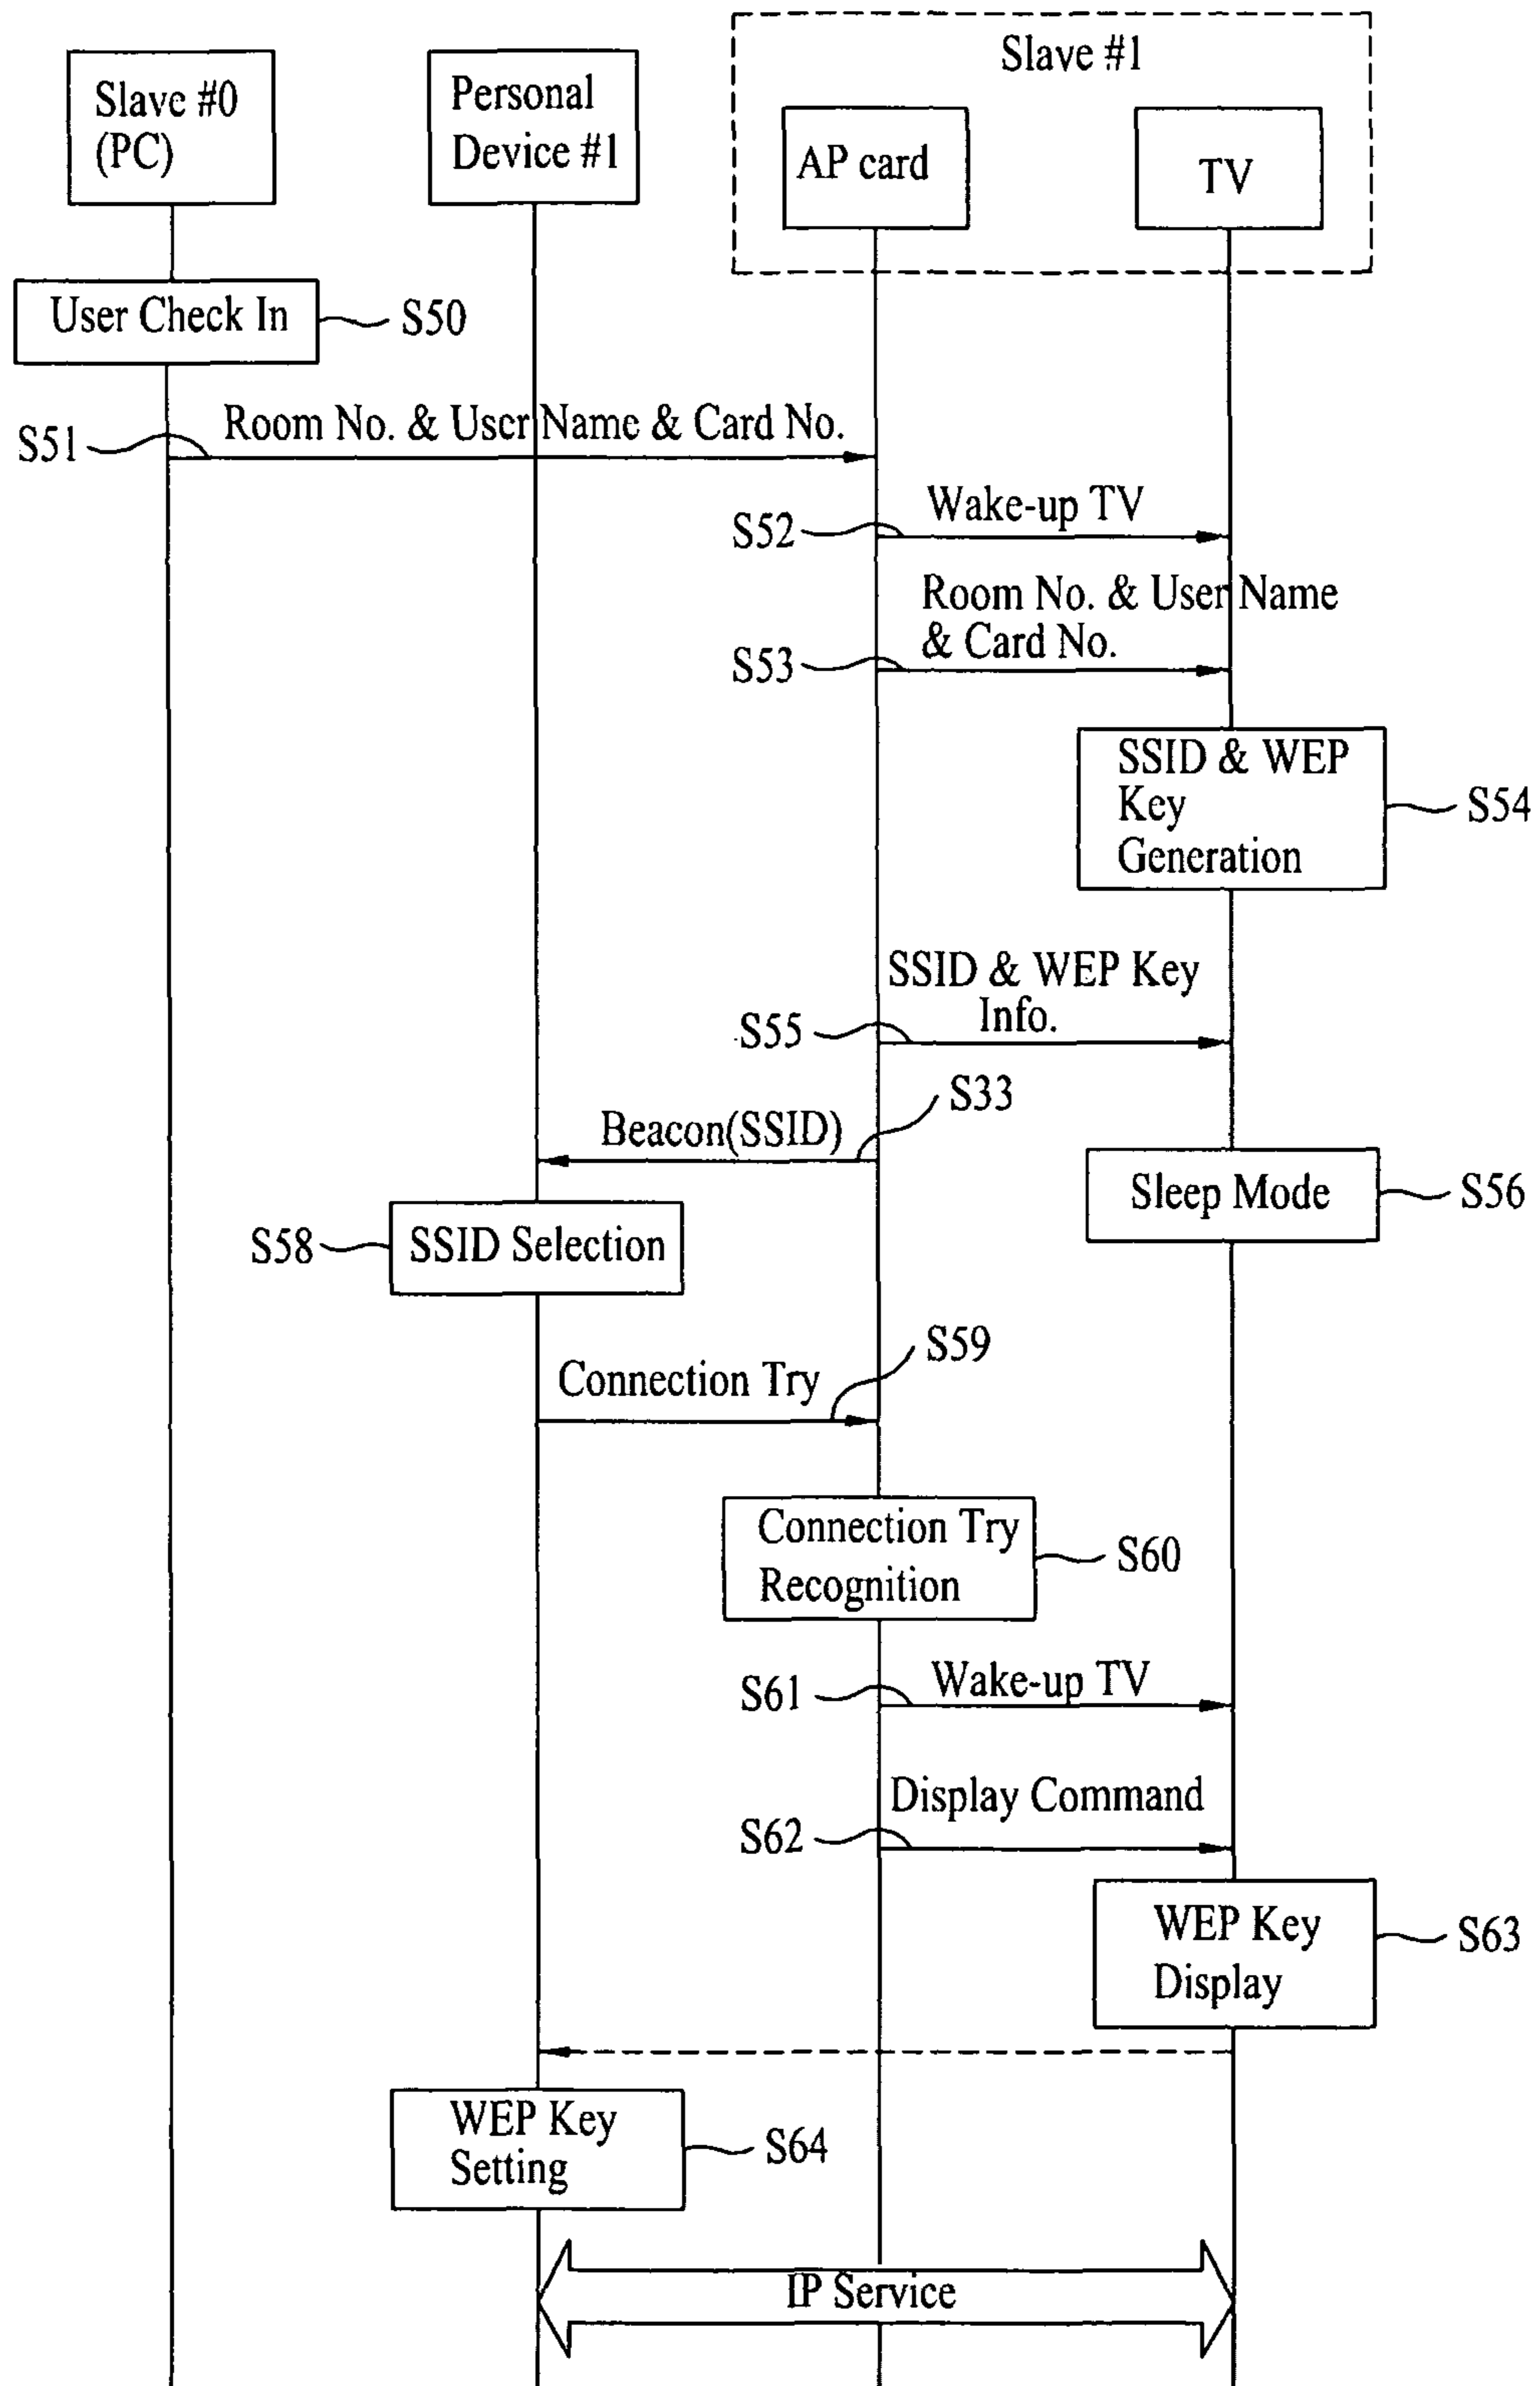 Slave #1
Slave #0
(PC)
Personal
Device #1
AP card
TV
User Check In
S50
S51
Room No. & User Name & Card No.
S52
Wake-up TV
Room No. & User Name
& Card No.
S53
SSID & WEP
Key
Generation
S54
SSID & WEP Key
Info.
S55
S33
Beacon(SSID)
Sleep Mode
S56
S58
SSID Selection
S59
Connection Try
Connection Try
Recognition
S60
S61
Wake-up TV
Display Command
S62
WEP Key
Display
S63
WEP Key
Setting
S64
IP Service